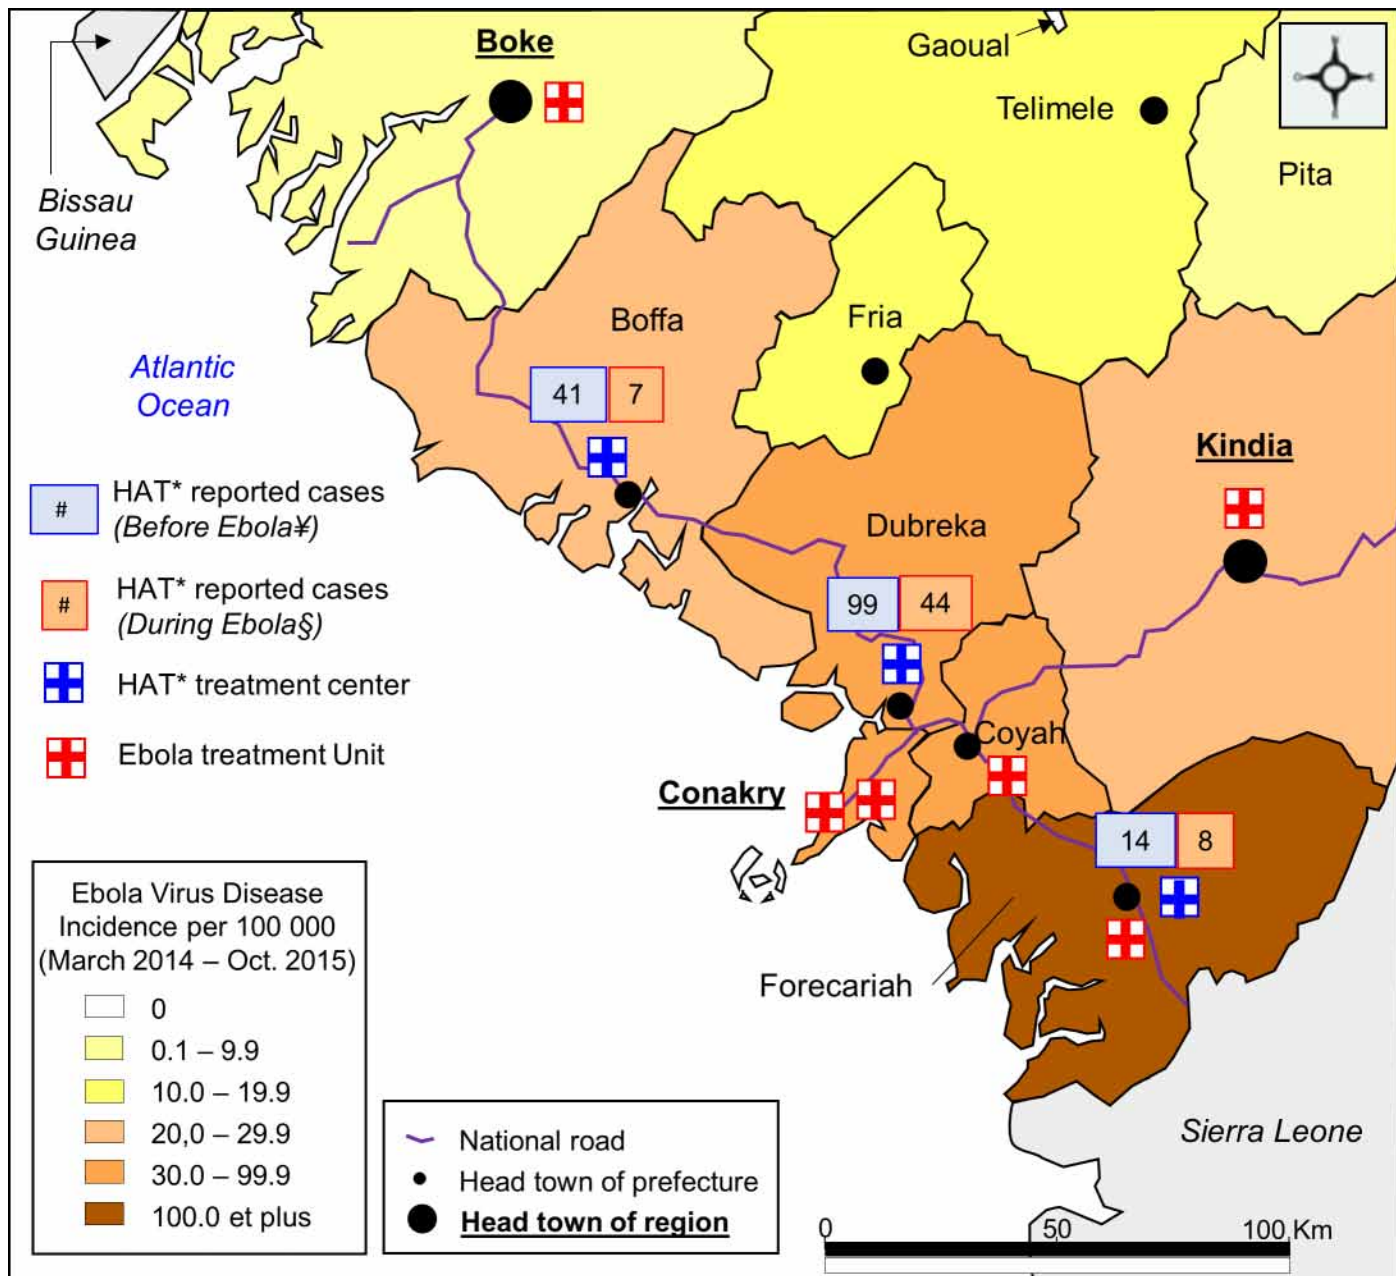 Boke
Gaoual
Telimele
Pita
Bissau
Guinea
Boffa
Fria
Atlantic
Ocean
41
7
Kindia
# HAT* reported cases
(Before Ebola¥)
Dubreka
# HAT* reported cases
(During Ebola§)
99
44
HAT* treatment center
Coyah
Ebola treatment Unit
Conakry
14
8
Forecariah
Ebola Virus Disease
Incidence per 100 000
(March 2014 – Oct. 2015)
0
0.1 – 9.9
10.0 – 19.9
20,0 – 29.9
30.0 – 99.9
100.0 et plus
National road
Head town of prefecture
Head town of region
Sierra Leone
0
50
100 Km